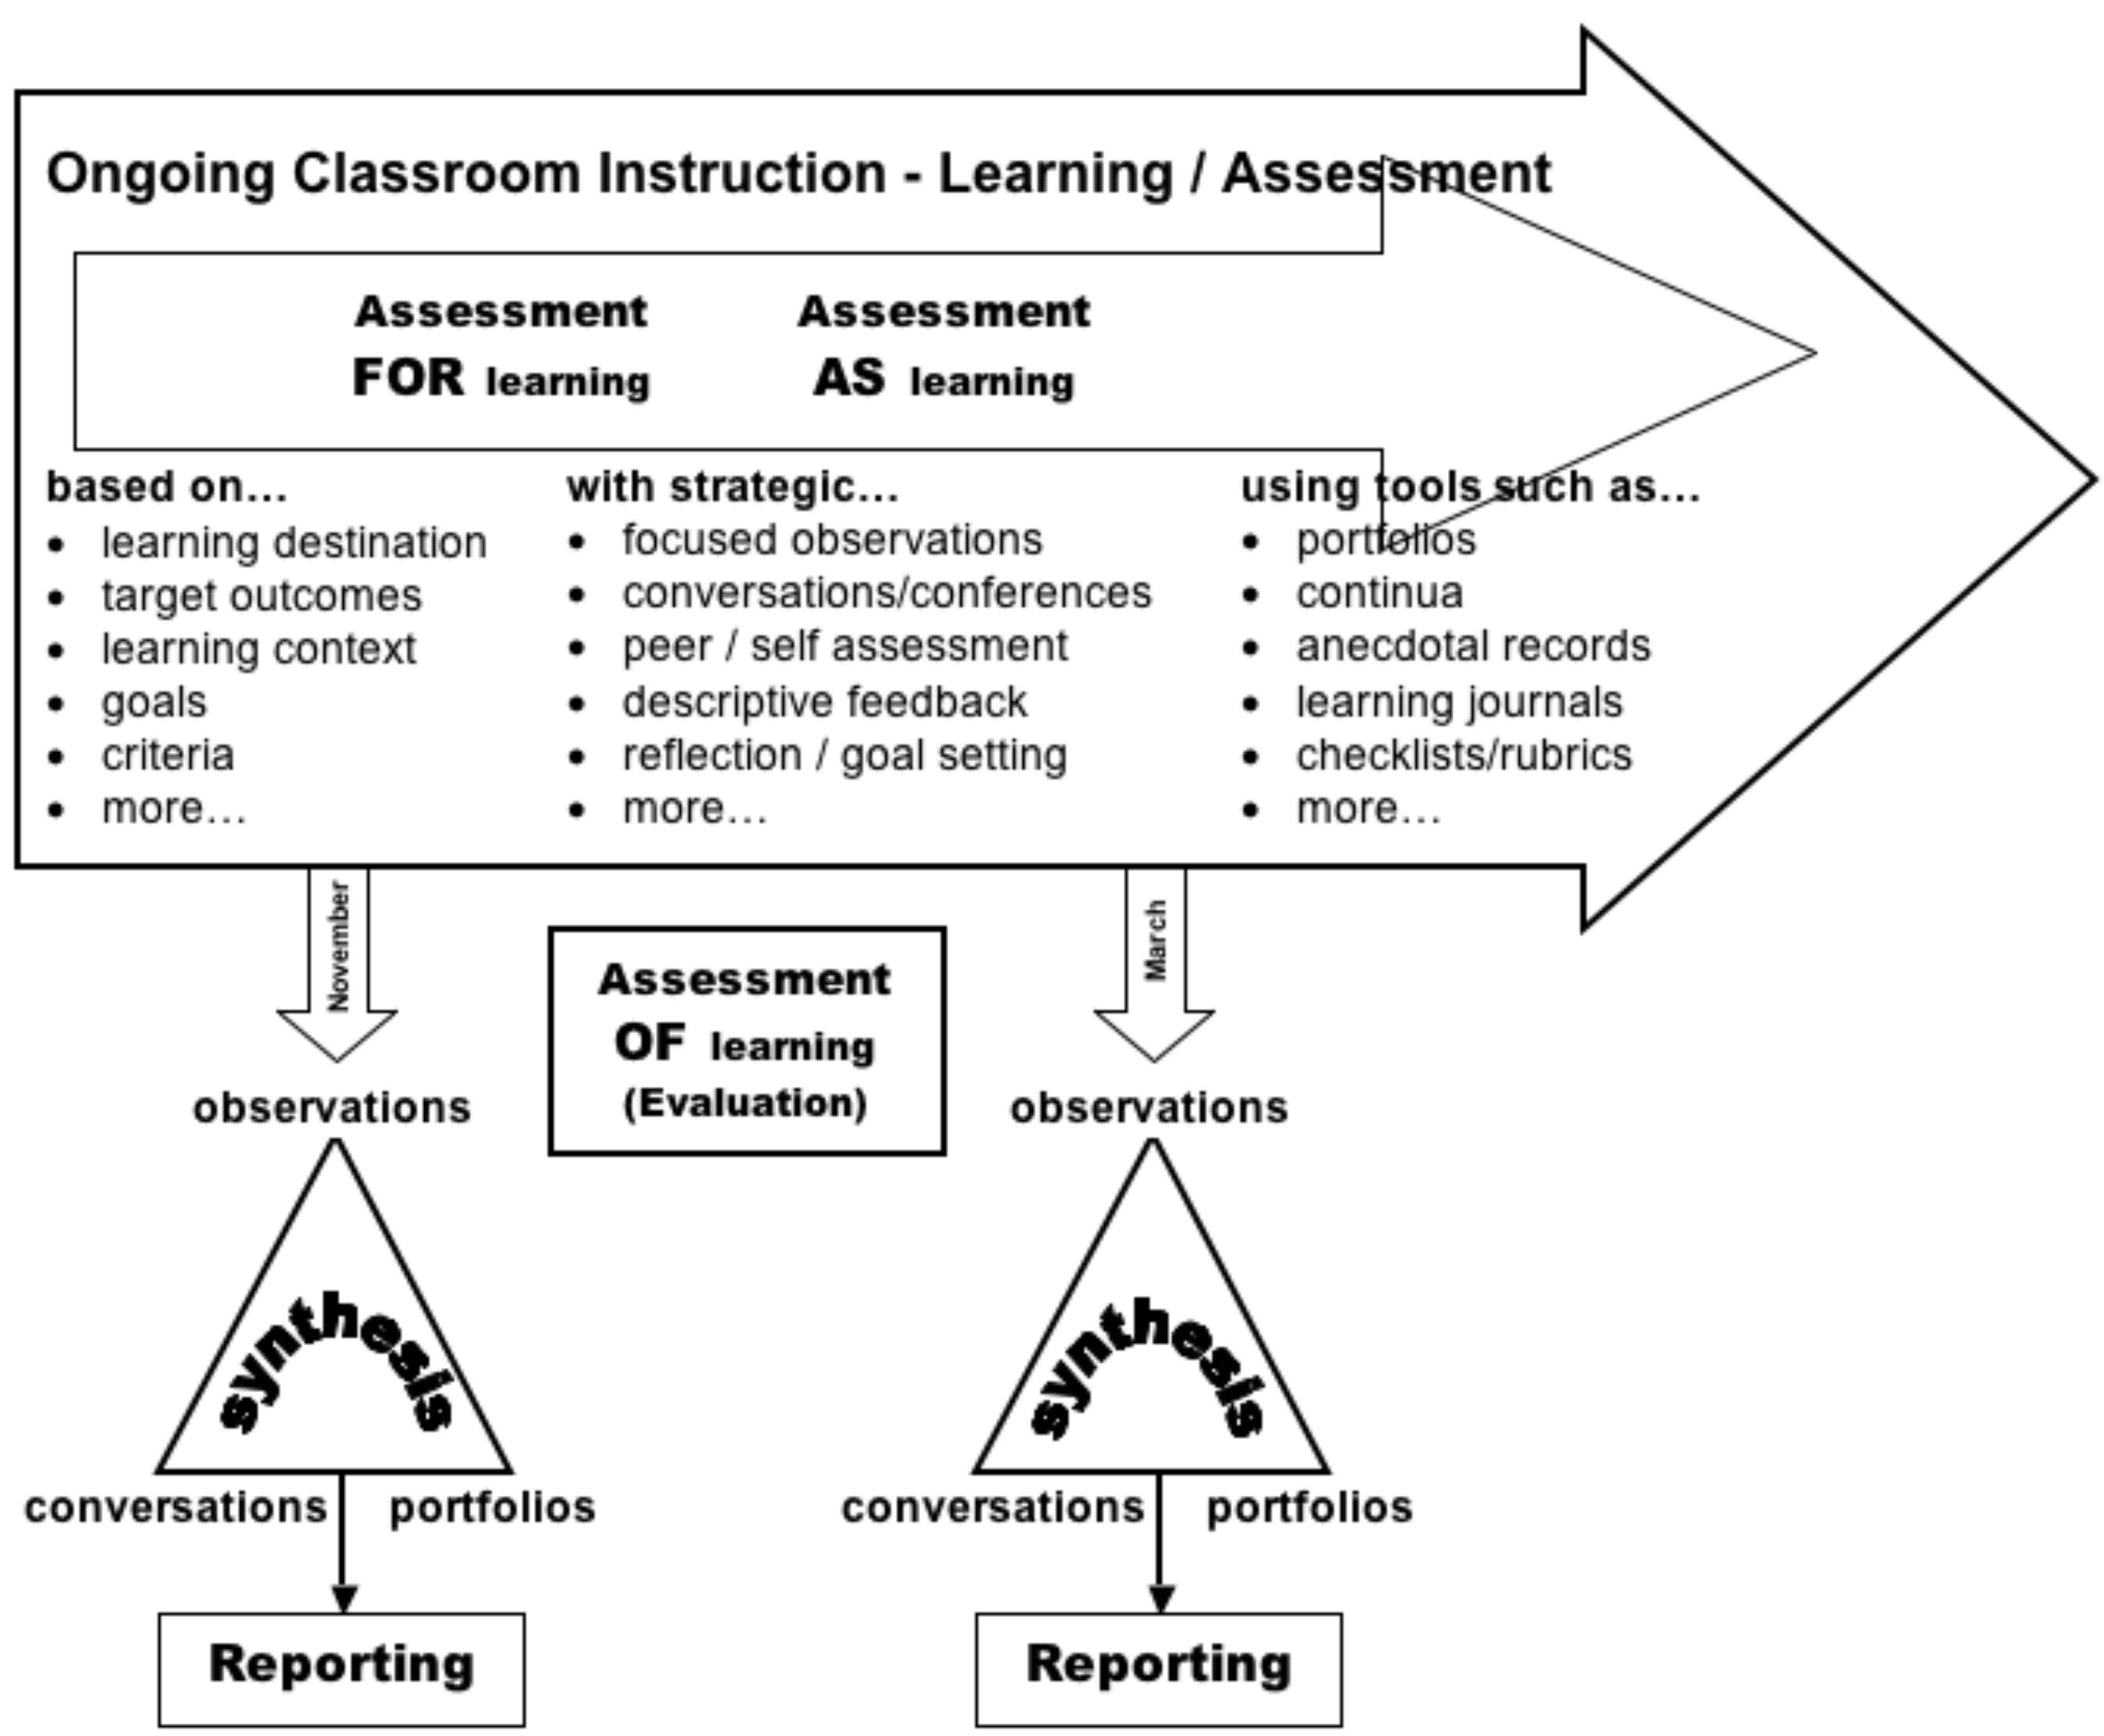 Ongoing Classroom Instruction - Learning / Assessment
Assessment
FOR learning
Assessment
AS learning
based on...
• learning destination
• target outcomes
• learning context
• goals
• criteria
• more...
with strategic...
• focused observations
• conversations/conferences
• peer / self assessment
• descriptive feedback
• reflection / goal setting
• more...
using tools such as...
• portfolios
• continua
• anecdotal records
• learning journals
• checklists/rubrics
• more...
November
Assessment
OF learning
(Evaluation)
March
observations
synthesis
conversations
portfolios
Reporting
observations
synthesis
conversations
portfolios
Reporting